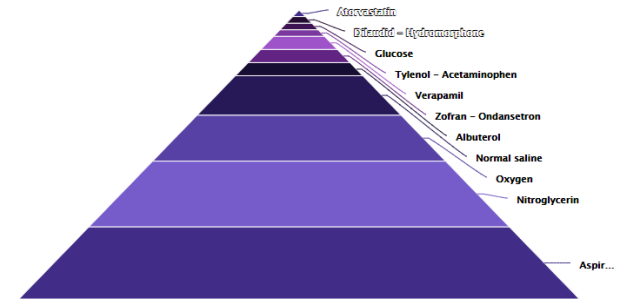 Atorvastatin
Dilaudid – Hydromorphone
Glucose
Tylenol – Acetaminophen
Verapamil
Zofran – Ondansetron
Albuterol
Normal saline
Oxygen
Nitroglycerin
Aspir...